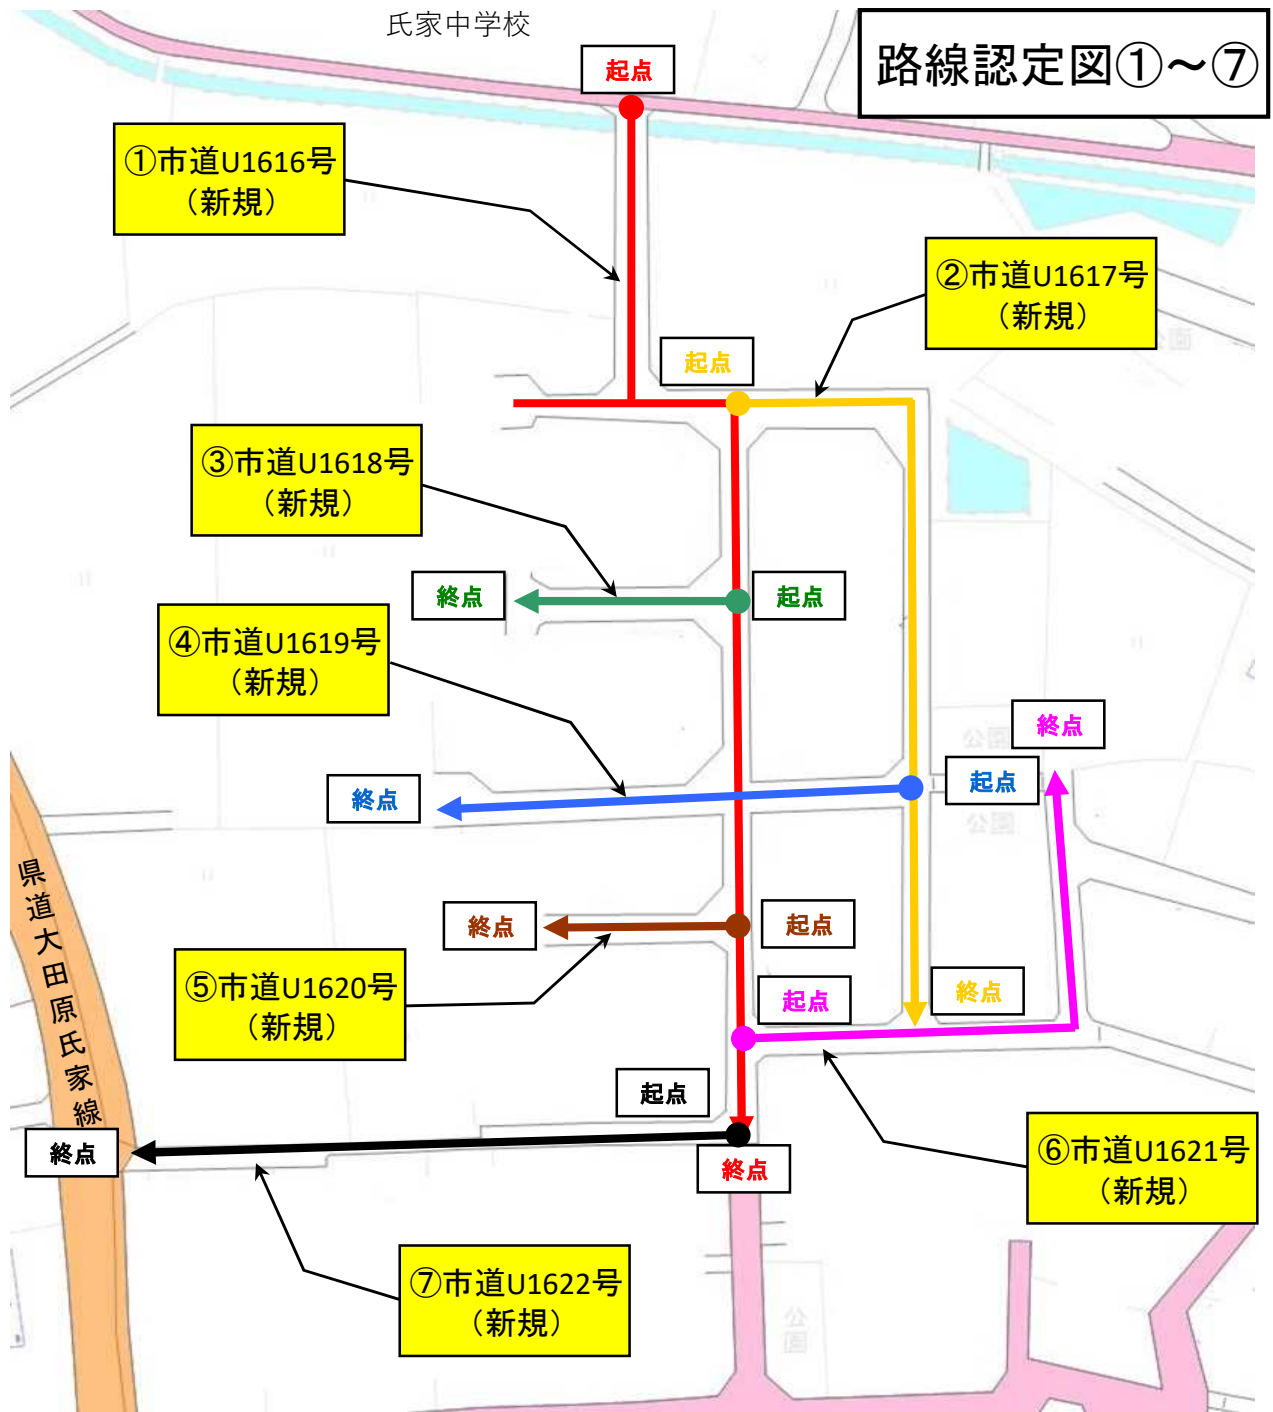 氏家中学校
路線認定図①～⑦
起点
①市道U1616号
（新規）
②市道U1617号
（新規）
公園
起点
③市道U1618号
（新規）
終点
起点
④市道U1619号
（新規）
終点
公園
起点
終点
公園
県道大田原氏家線
終点
起点
⑤市道U1620号
（新規）
起点
終点
起点
終点
終点
⑥市道U1621号
（新規）
⑦市道U1622号
（新規）
公園